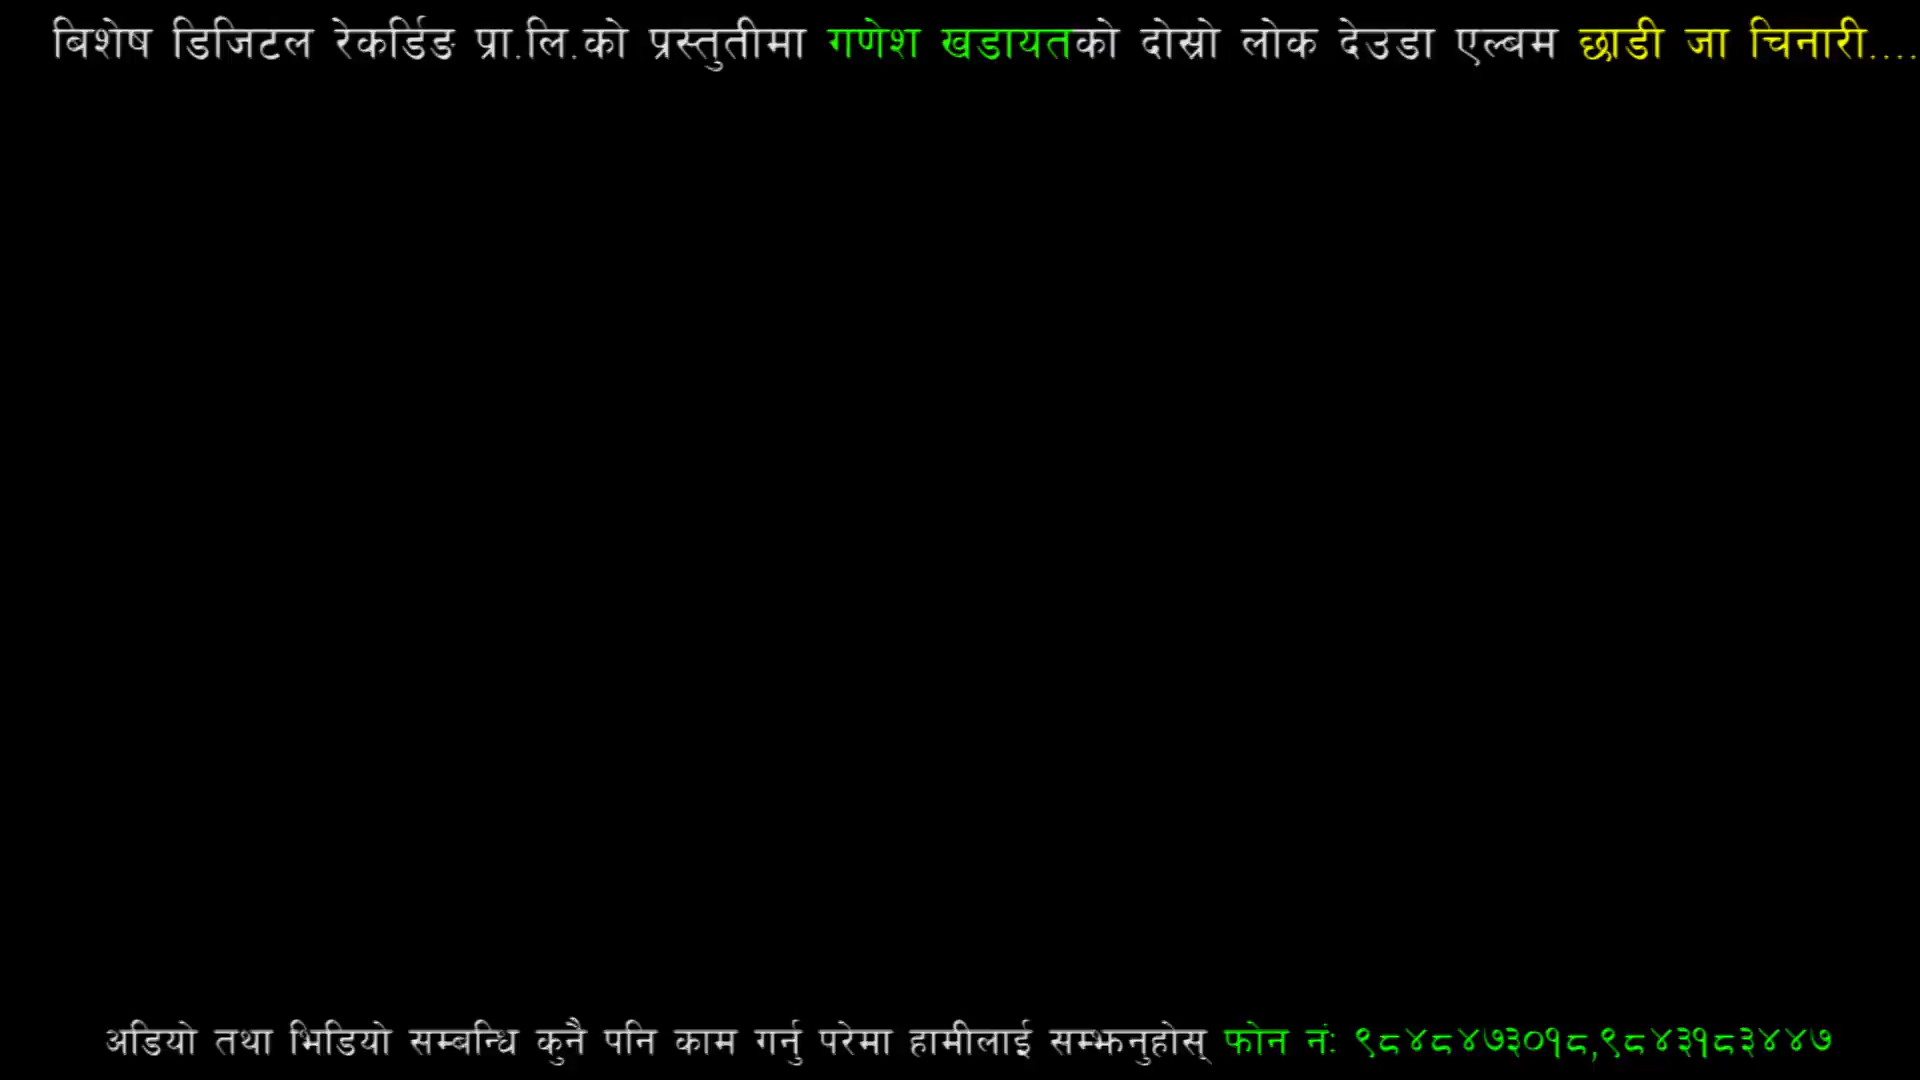 बिशेष डिजिटल रेकर्डिङ प्रा.लि.को प्रस्तुतीमा गणेश खडायतको दोस्रो लोक देउडा एल्बम छाडी जा चिनारी....
अडियो तथा भिडियो सम्बन्धि कुनै पनि काम गर्नु परेमा हामीलाई सम्झनुहोस् फोन नं: ९८४८४७३०१८,९८४३१८३४४७